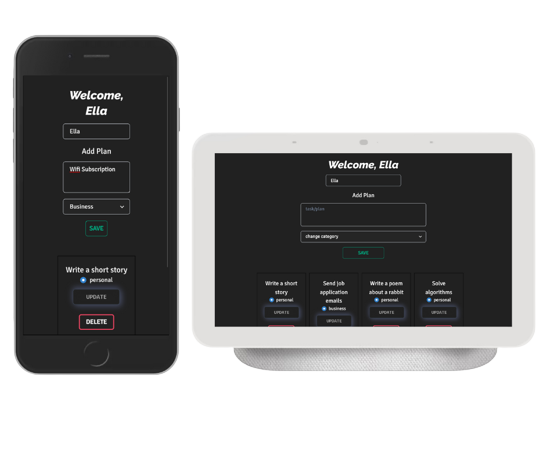 Welcome,
Ella
Ella
Add Plan
Wifi Subscription
Business
SAVE
Write a short story
personal
UPDATE
DELETE
Welcome, Ella
Ella
Add Plan
task/plan
change category
SAVE
Write a short
story
personal
UPDATE
Send job
application
emails
business
UPDATE
Write a poem
about a rabbit
personal
UPDATE
Solve
algorithms
personal
UPDATE